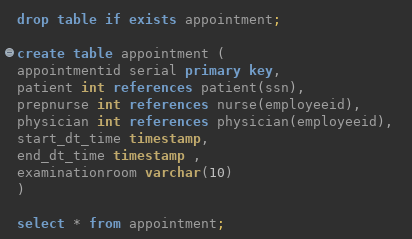 drop table if exists appointment;
create table appointment (
appointmentid serial primary key,
patient int references patient(ssn),
prepnurse int references nurse(employeeid),
physician int references physician(employeeid),
start_dt_time timestamp,
end_dt_time timestamp ,
examinationroom varchar(10)
)
select * from appointment;